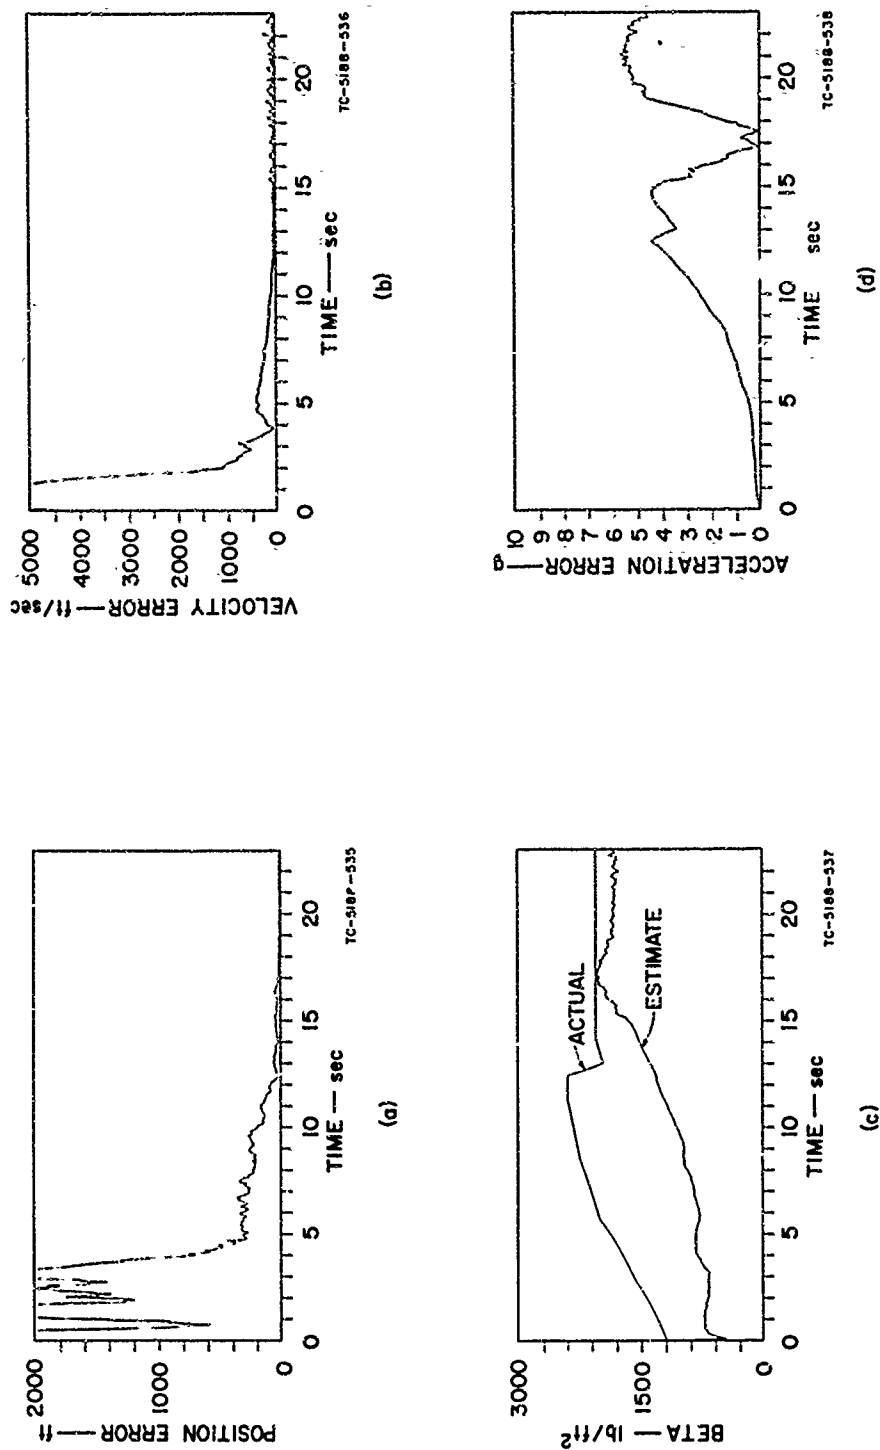 2000
1000
0
POSITION ERROR — ft
0 5 10 15 20
TIME — sec
TC-518P-535
(a)
5000
4000
3000
2000
1000
0
VELOCITY ERROR — ft/sec
0 5 10 15 20
TIME — sec
TC-5188-536
(b)
3000
1500
0
BETA — lb/ft²
ACTUAL
ESTIMATE
0 5 10 15 20
TIME — sec
TC-5188-537
(c)
10
9
8
7
6
5
4
3
2
1
0
ACCELERATION ERROR — g
0 5 10 15 20
TIME sec
TC-5188-538
(d)